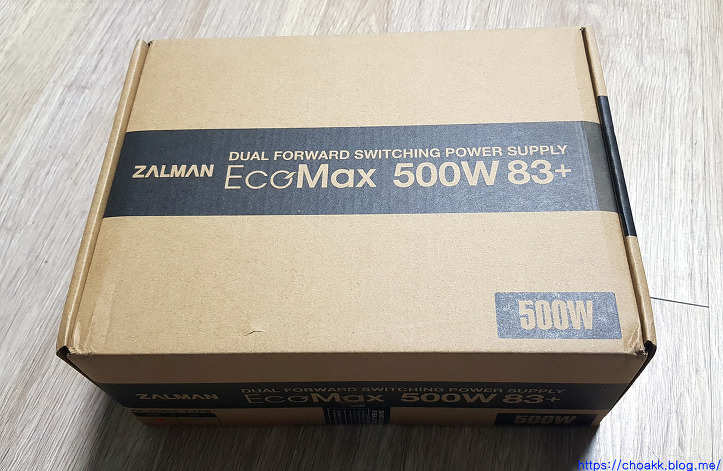 ZALMAN
DUAL FORWARD SWITCHING POWER SUPPLY
EcoMax 500W 83+
500W
ZALMAN
DUAL FORWARD SWITCHING POWER SUPPLY
EcoMax 500W 83+
500W
https://choakk.blog.me/